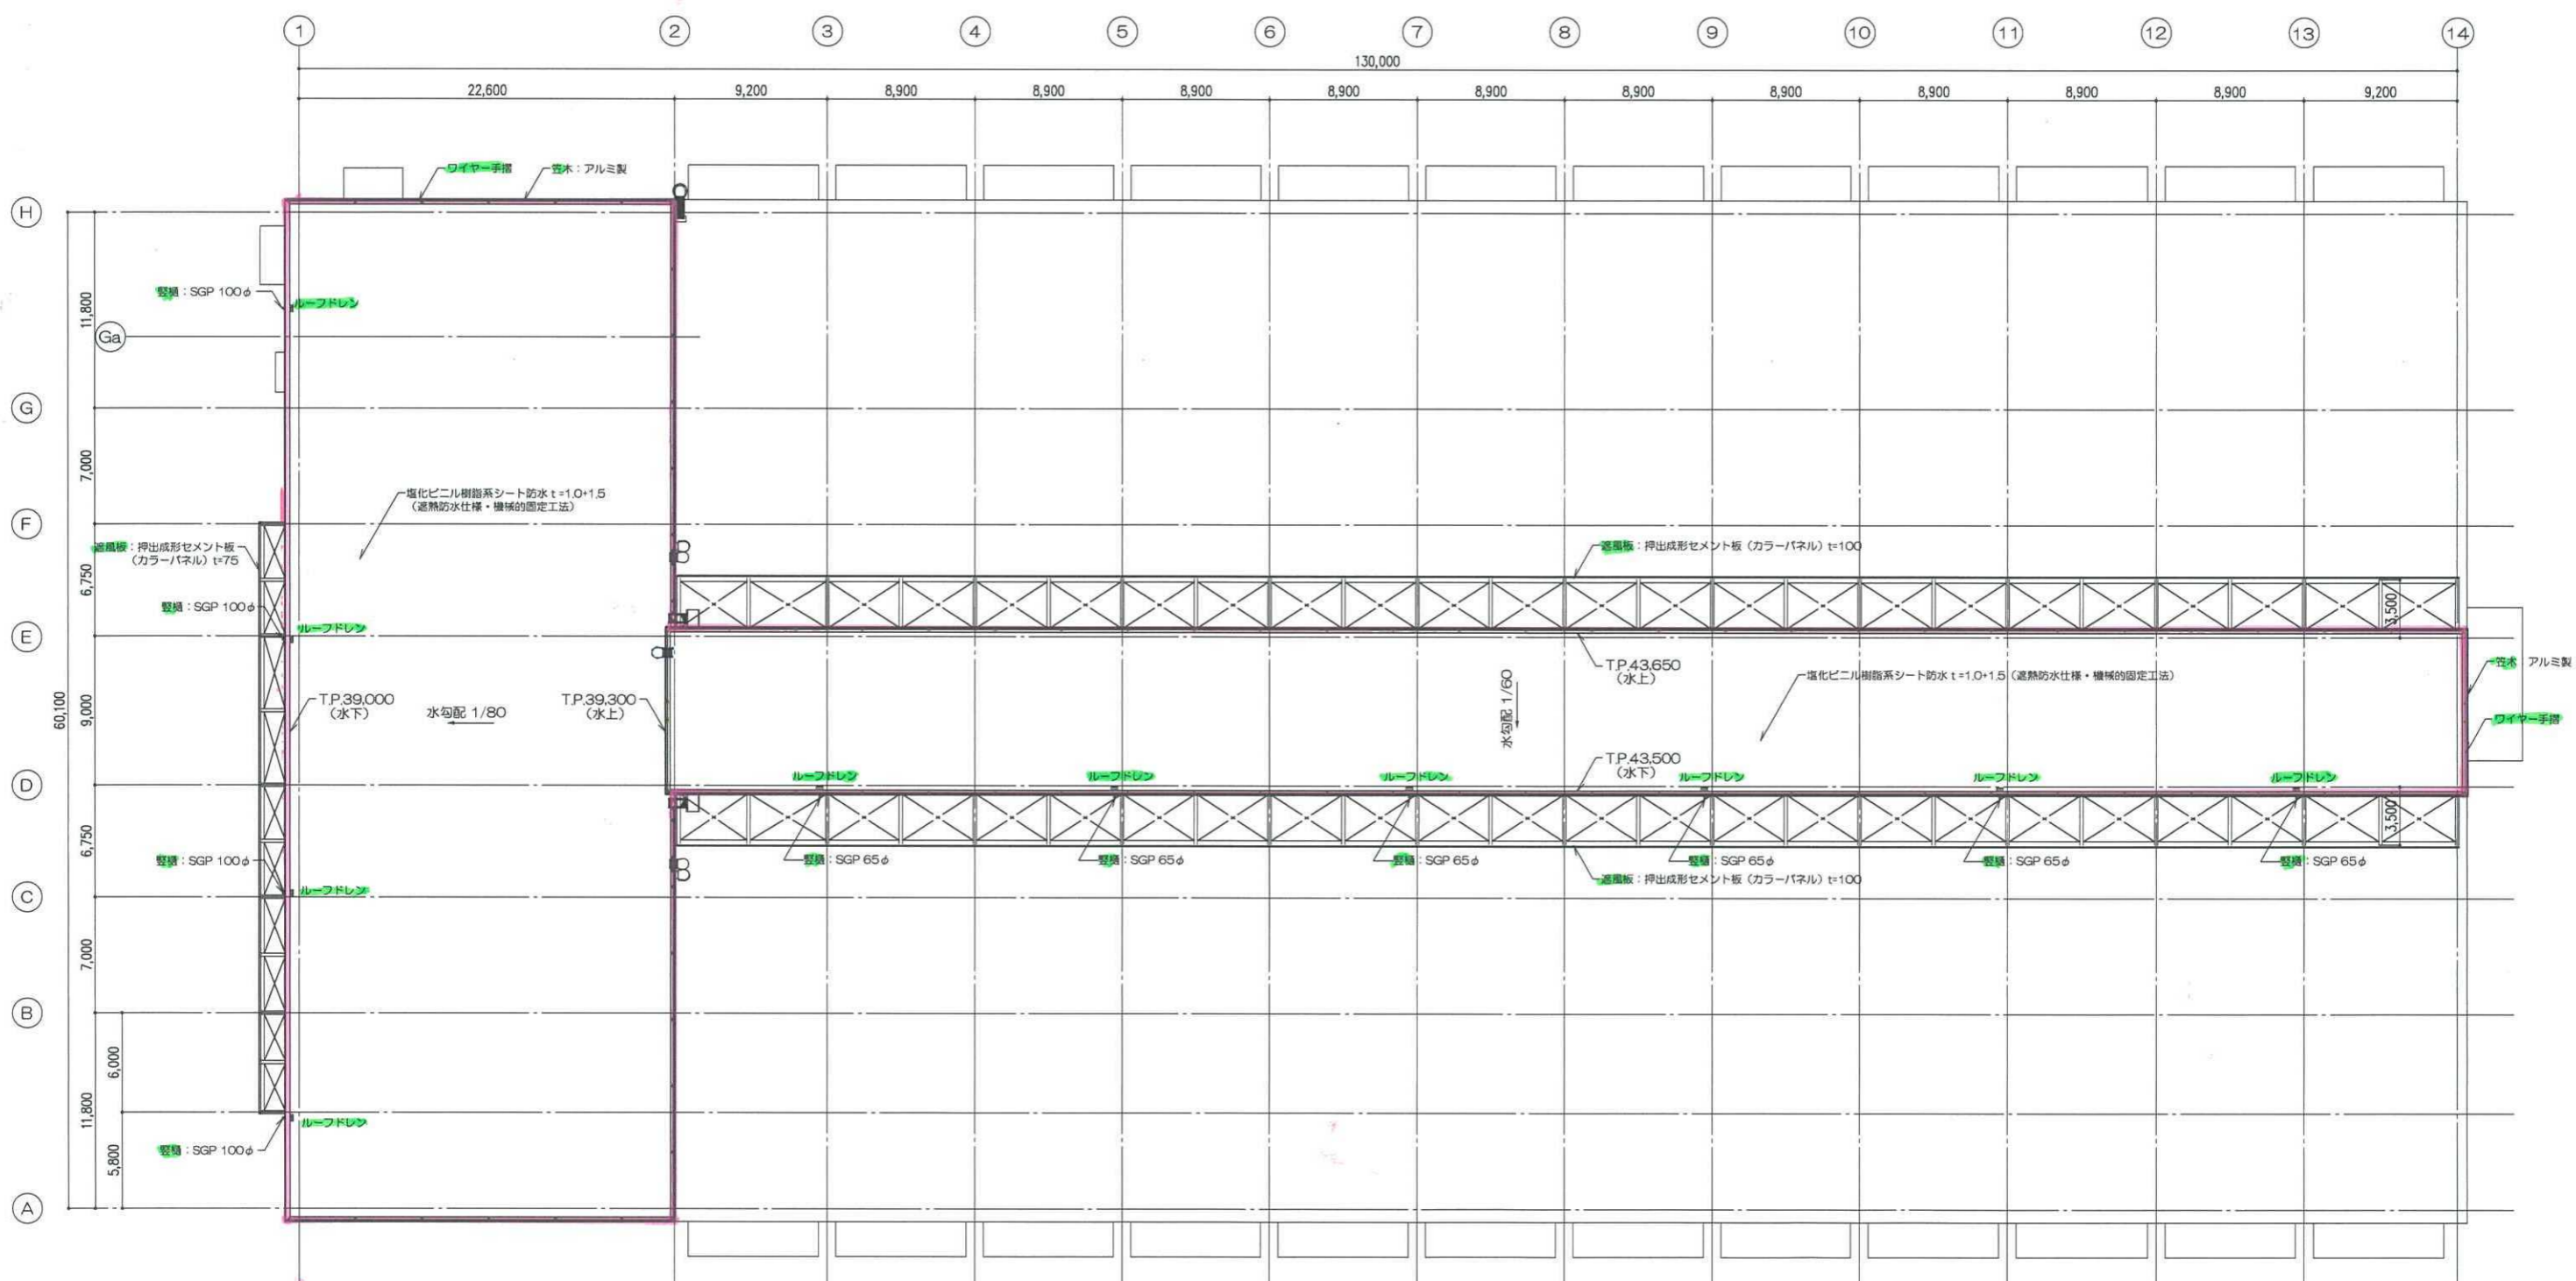 1 2 3 4 5 6 7 8 9 10 11 12 13 14
130,000
22,600 9,200 8,900 8,900 8,900 8,900 8,900 8,900 8,900 8,900 8,900 8,900 9,200
ワイヤー手摺
笠木：アルミ製
H
竪樋：SGP 100φ
ルーフドレン
11,800
Ga
G
7,000
塩化ビニル樹脂系シート防水 t=1.0+1.5
（遮熱防水仕様・機械的固定工法）
F
遮風板：押出成形セメント板
（カラーパネル）t=75
6,750
遮風板：押出成形セメント板（カラーパネル）t=100
3,500
竪樋：SGP 100φ
ルーフドレン
E
60,100
9,000
T.P.39,000
（水下）
水勾配 1/80
T.P.39,300
（水上）
T.P.43,650
（水上）
水勾配 1/60
塩化ビニル樹脂系シート防水 t=1.0+1.5（遮熱防水仕様・機械的固定工法）
笠木 アルミ製
ワイヤー手摺
T.P.43,500
（水下）
ルーフドレン ルーフドレン ルーフドレン ルーフドレン ルーフドレン ルーフドレン
D
3,500
6,750
竪樋：SGP 100φ
竪樋：SGP 65φ 竪樋：SGP 65φ 竪樋：SGP 65φ 竪樋：SGP 65φ 竪樋：SGP 65φ 竪樋：SGP 65φ
遮風板：押出成形セメント板（カラーパネル）t=100
ルーフドレン
C
7,000
B
6,000
11,800
ルーフドレン
竪樋：SGP 100φ
5,800
A